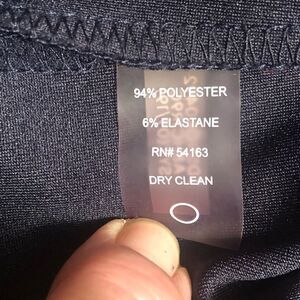 94% POLYESTER
6% ELASTANE
RN# 54163
DRY CLEAN